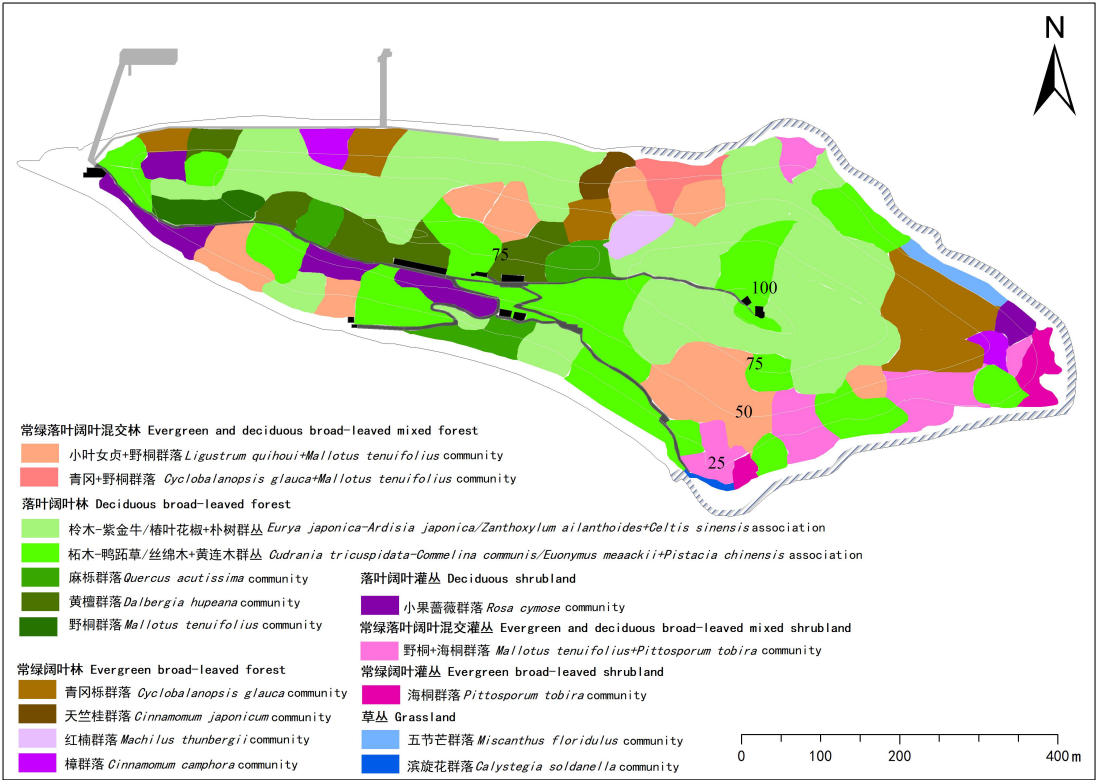 N
75
100
75
50
25
常绿落叶阔叶混交林 Evergreen and deciduous broad-leaved mixed forest
小叶女贞+野桐群落 Ligustrum quihoui+Mallotus tenuifolius community
青冈+野桐群落 Cyclobalanopsis glauca+Mallotus tenuifolius community
落叶阔叶林 Deciduous broad-leaved forest
柃木-紫金牛/椿叶花椒+朴树群丛 Eurya japonica-Ardisia japonica/Zanthoxylum ailanthoides+Celtis sinensis association
柘木-鸭跖草/丝绵木+黄连木群丛 Cudrania tricuspidata-Commelina communis/Euonymus meaackii+Pistacia chinensis association
麻栎群落 Quercus acutissima community
黄檀群落 Dalbergia hupeana community
野桐群落 Mallotus tenuifolius community
常绿阔叶林 Evergreen broad-leaved forest
青冈栎群落 Cyclobalanopsis glauca community
天竺桂群落 Cinnamomum japonicum community
红楠群落 Machilus thunbergii community
樟群落 Cinnamomum camphora community
落叶阔叶灌丛 Deciduous shrubland
小果蔷薇群落 Rosa cymose community
常绿落叶阔叶混交灌丛 Evergreen and deciduous broad-leaved mixed shrubland
野桐+海桐群落 Mallotus tenuifolius+Pittosporum tobira community
常绿阔叶灌丛 Evergreen broad-leaved shrubland
海桐群落 Pittosporum tobira community
草丛 Grassland
五节芒群落 Miscanthus floridulus community
滨旋花群落 Calystegia soldanella community
0 100 200 400 m